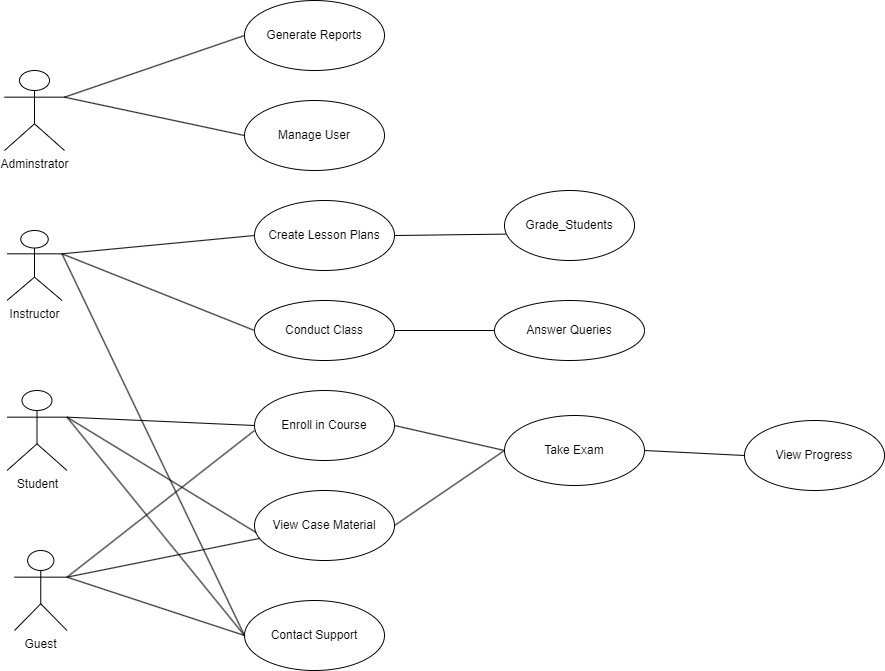 Generate Reports
Manage User
Adminstrator
Create Lesson Plans
Grade_Students
Instructor
Conduct Class
Answer Queries
Enroll in Course
Take Exam
View Progress
Student
View Case Material
Contact Support
Guest